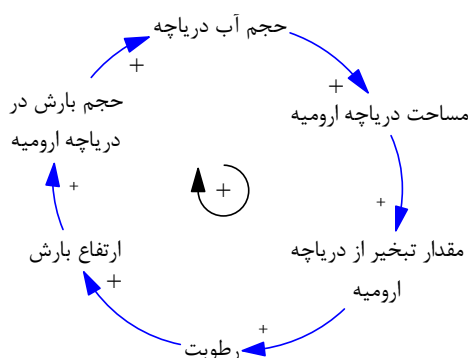 حجم آب دریاچه
+
مساحت دریاچه ارومیه
+
مقدار تبخیر از دریاچه
ارومیه
+
رطوبت
+
ارتفاع بارش
+
حجم بارش در
دریاچه ارومیه
+
+